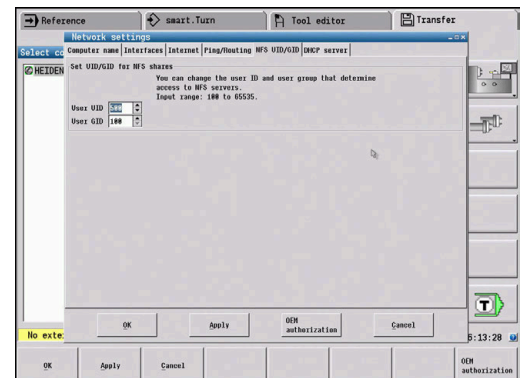 Reference
smart.Turn
Tool editor
Transfer
Network settings
Select co
Computer name Interfaces Internet Ping/Routing NFS UID/GID DHCP server
HEIDEN
Set UID/GID for NFS shares
You can change the user ID and user group that determine
access to NFS servers.
Input range: 100 to 65535.
User UID 500
User GID 100
OK
Apply
OEM
authorization
Cancel
T
No exte
6:13:28
OK
Apply
Cancel
OEM
authorization